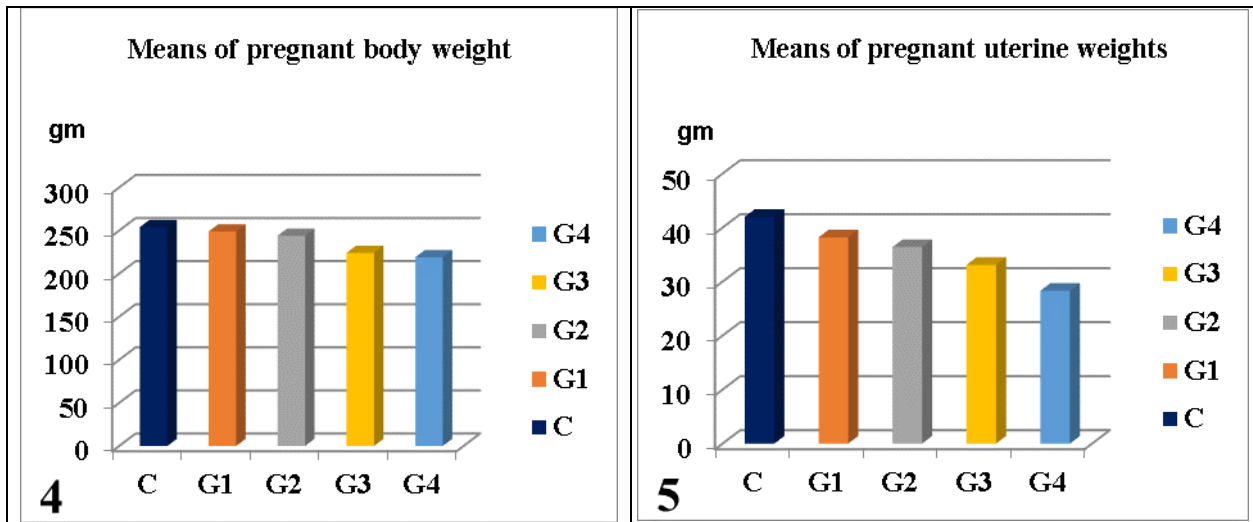 Means of pregnant body weight
gm
300
250
200
150
100
50
0
C G1 G2 G3 G4
G4
G3
G2
G1
C
4
Means of pregnant uterine weights
gm
50
40
30
20
10
0
C G1 G2 G3 G4
G4
G3
G2
G1
C
5